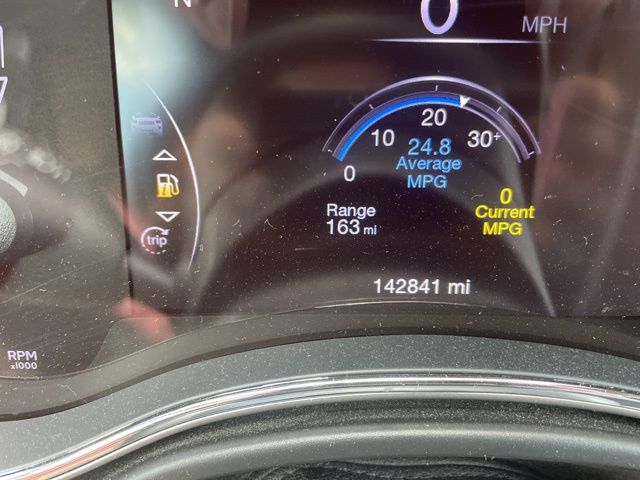 0
MPH
20
10
30+
24.8
Average
MPG
0
0
Current
MPG
Range
163 mi
trip
142841 mi
RPM
x1000